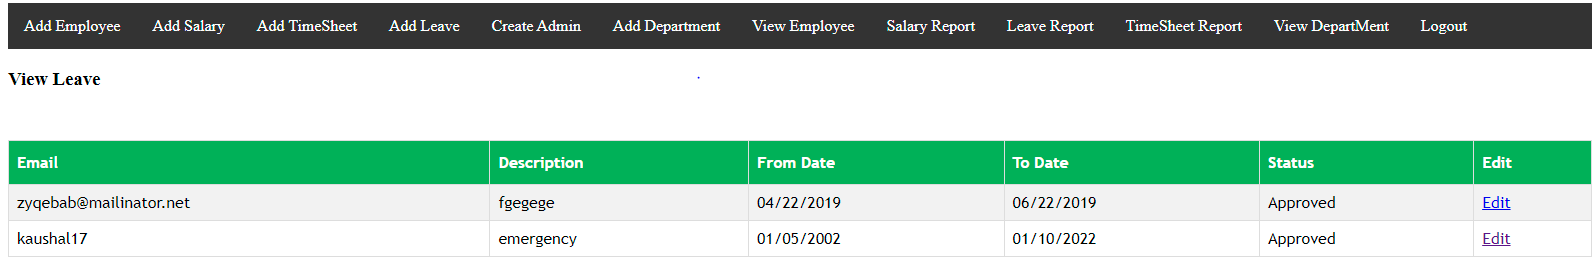 Add Employee Add Salary Add TimeSheet Add Leave Create Admin Add Department View Employee Salary Report Leave Report TimeSheet Report View DepartMent Logout
View Leave
Email Description From Date To Date Status Edit
zyqebab@mailinator.net fgegege 04/22/2019 06/22/2019 Approved Edit
kaushal17 emergency 01/05/2002 01/10/2022 Approved Edit